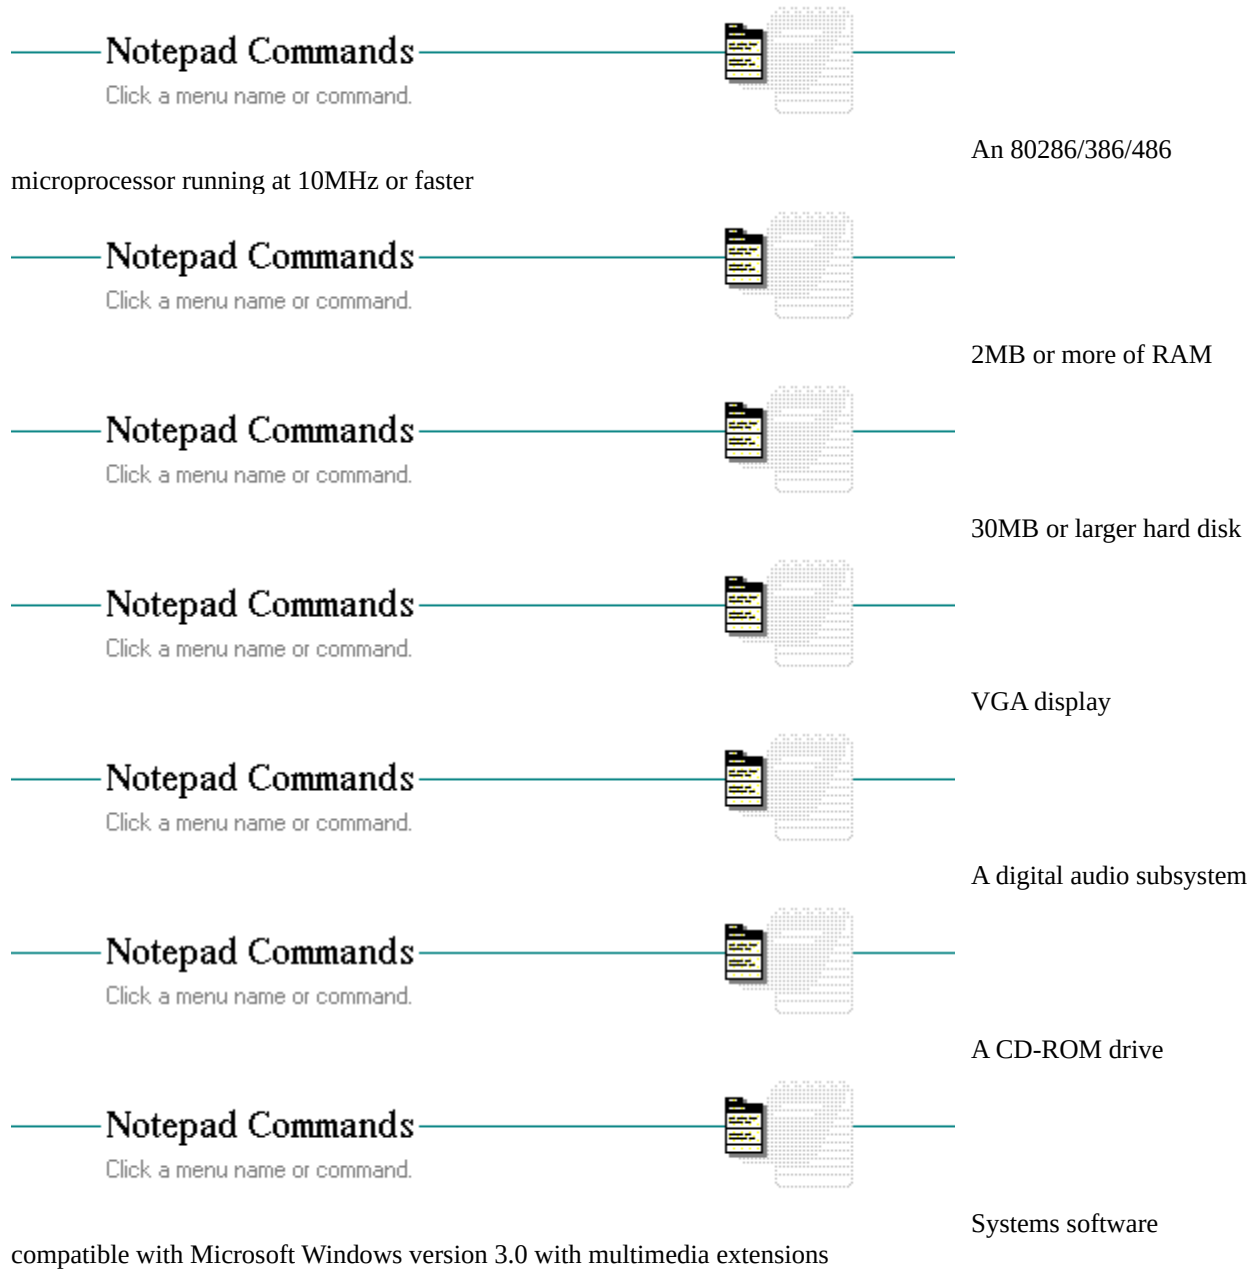 Notepad Commands
Click a menu name or command.
An 80286/386/486
microprocessor running at 10MHz or faster
Notepad Commands
Click a menu name or command.
2MB or more of RAM
Notepad Commands
Click a menu name or command.
30MB or larger hard disk
Notepad Commands
Click a menu name or command.
VGA display
Notepad Commands
Click a menu name or command.
A digital audio subsystem
Notepad Commands
Click a menu name or command.
A CD-ROM drive
Notepad Commands
Click a menu name or command.
Systems software
compatible with Microsoft Windows version 3.0 with multimedia extensions